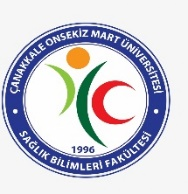 ÇANAKKALE ONSEKİZ MART ÜNİVERSİTESİ
1996
SAĞLIK BİLİMLERİ FAKÜLTESİ